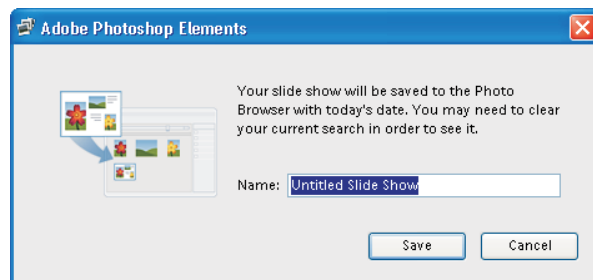 Adobe Photoshop Elements
Your slide show will be saved to the Photo
Browser with today's date. You may need to clear
your current search in order to see it.
Name: Untitled Slide Show
Save Cancel